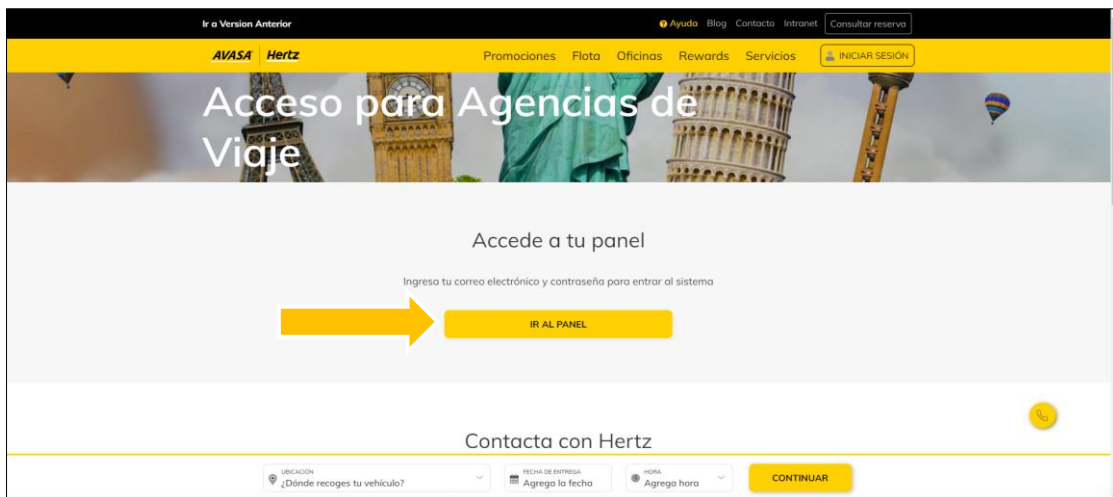 Ir a Version Anterior
Ayuda Blog Contacto Intranet Consultar reserva
AVASA Hertz
Promociones Flota Oficinas Rewards Servicios INICIAR SESIÓN
Acceso para Agencias de
Viaje
Accede a tu panel
Ingresa tu correo electrónico y contraseña para entrar al sistema
IR AL PANEL
Contacta con Hertz
UBICACIÓN
¿Dónde recoges tu vehículo?
FECHA DE ENTREGA
Agrega la fecha
HORA
Agrega hora
CONTINUAR